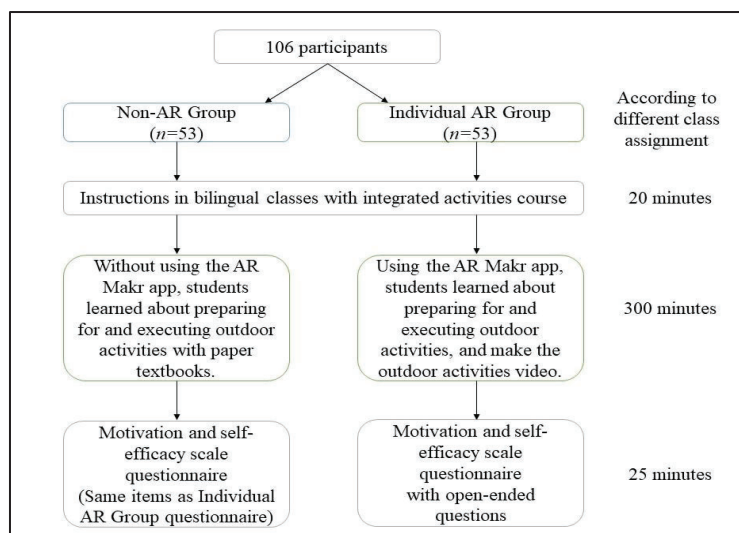 106 participants
Non-AR Group
(n=53)
Individual AR Group
(n=53)
According to
different class
assignment
Instructions in bilingual classes with integrated activities course
20 minutes
Without using the AR
Makr app, students
learned about preparing
for and executing outdoor
activities with paper
textbooks.
Using the AR Makr app,
students learned about
preparing for and
executing outdoor
activities, and make the
outdoor activities video.
300 minutes
Motivation and self-
efficacy scale
questionnaire
(Same items as Individual
AR Group questionnaire)
Motivation and self-
efficacy scale
questionnaire
with open-ended
questions
25 minutes